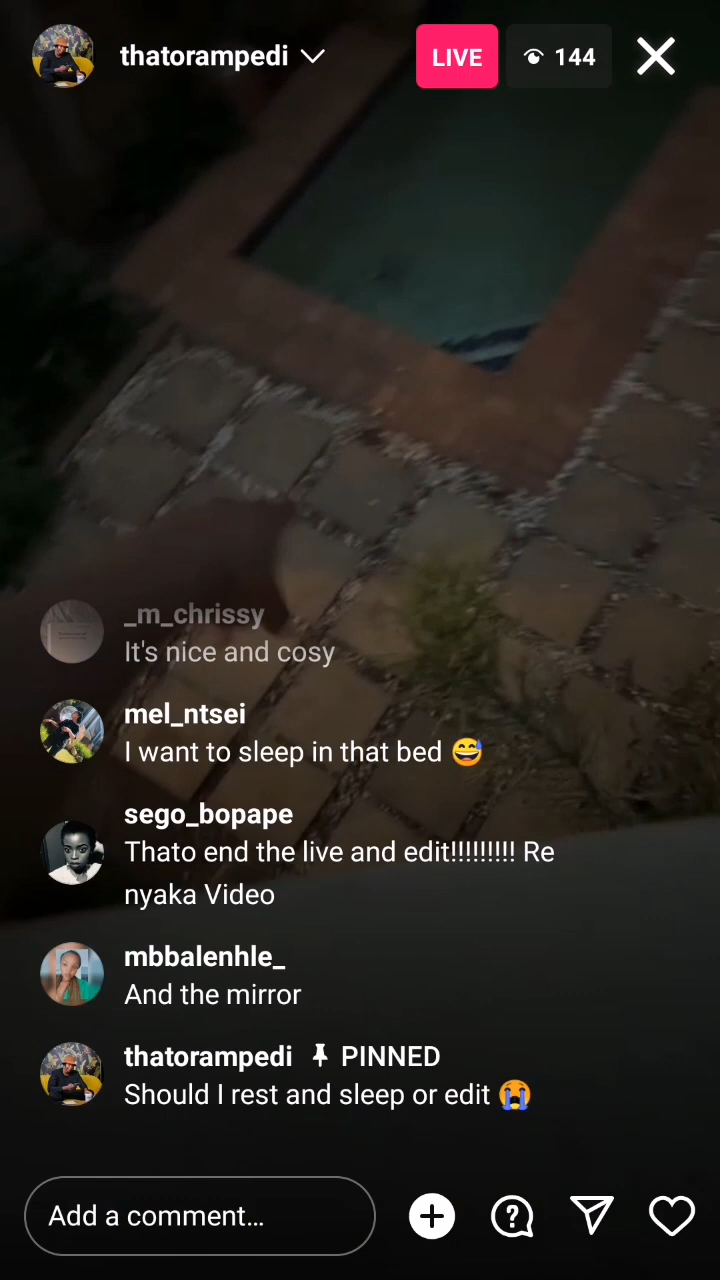 thatorampedi
LIVE
144
_m_chrissy
It's nice and cosy
mel_ntsei
I want to sleep in that bed 😅
sego_bopape
Thato end the live and edit!!!!!!!!! Re
nyaka Video
mbbalenhle_
And the mirror
thatorampedi PINNED
Should I rest and sleep or edit 😭
Add a comment...